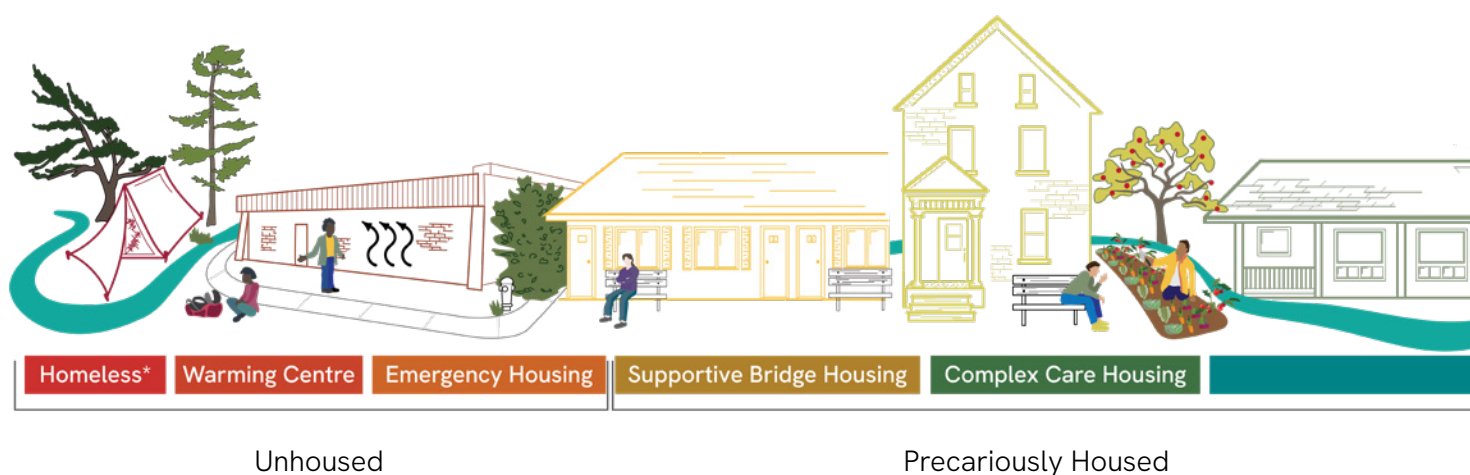 Homeless*
Warming Centre
Emergency Housing
Supportive Bridge Housing
Complex Care Housing
Unhoused
Precariously Housed